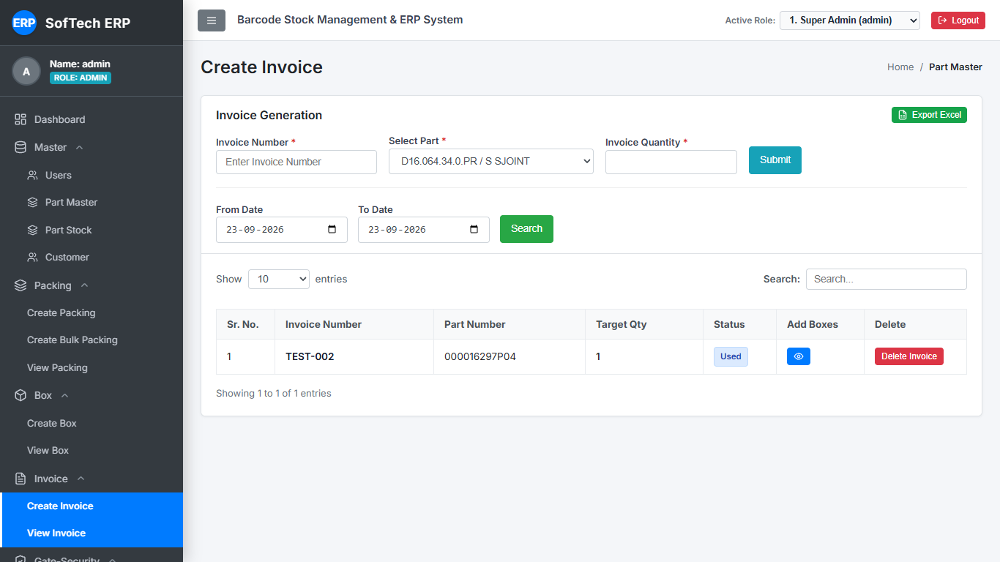 ERP SofTech ERP
Barcode Stock Management & ERP System
Active Role: 1. Super Admin (admin) Logout
A
Name: admin
ROLE: ADMIN
Dashboard
Master
Users
Part Master
Part Stock
Customer
Packing
Create Packing
Create Bulk Packing
View Packing
Box
Create Box
View Box
Invoice
Create Invoice
View Invoice
Gate-Security
Create Invoice
Home / Part Master
Invoice Generation
Export Excel
Invoice Number * Select Part * Invoice Quantity *
Enter Invoice Number D16.064.34.0.PR / S SJOINT Submit
From Date To Date
23-09-2026 23-09-2026 Search
Show 10 entries Search: Search...
Sr. No. Invoice Number Part Number Target Qty Status Add Boxes Delete
1 TEST-002 000016297P04 1 Used Delete Invoice
Showing 1 to 1 of 1 entries